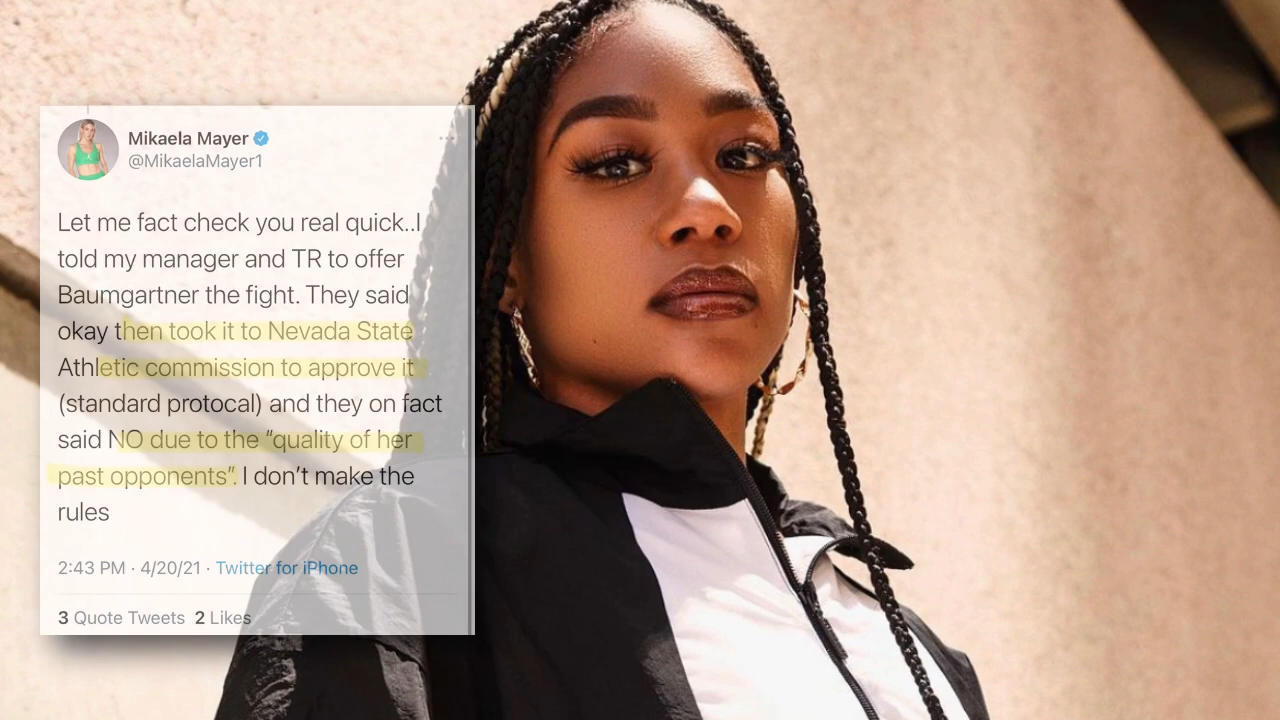 Mikaela Mayer
@MikaelaMayer1
Let me fact check you real quick..I
told my manager and TR to offer
Baumgartner the fight. They said
okay then took it to Nevada State
Athletic commission to approve it
(standard protocal) and they on fact
said NO due to the “quality of her
past opponents”. I don’t make the
rules
2:43 PM · 4/20/21 · Twitter for iPhone
3 Quote Tweets 2 Likes